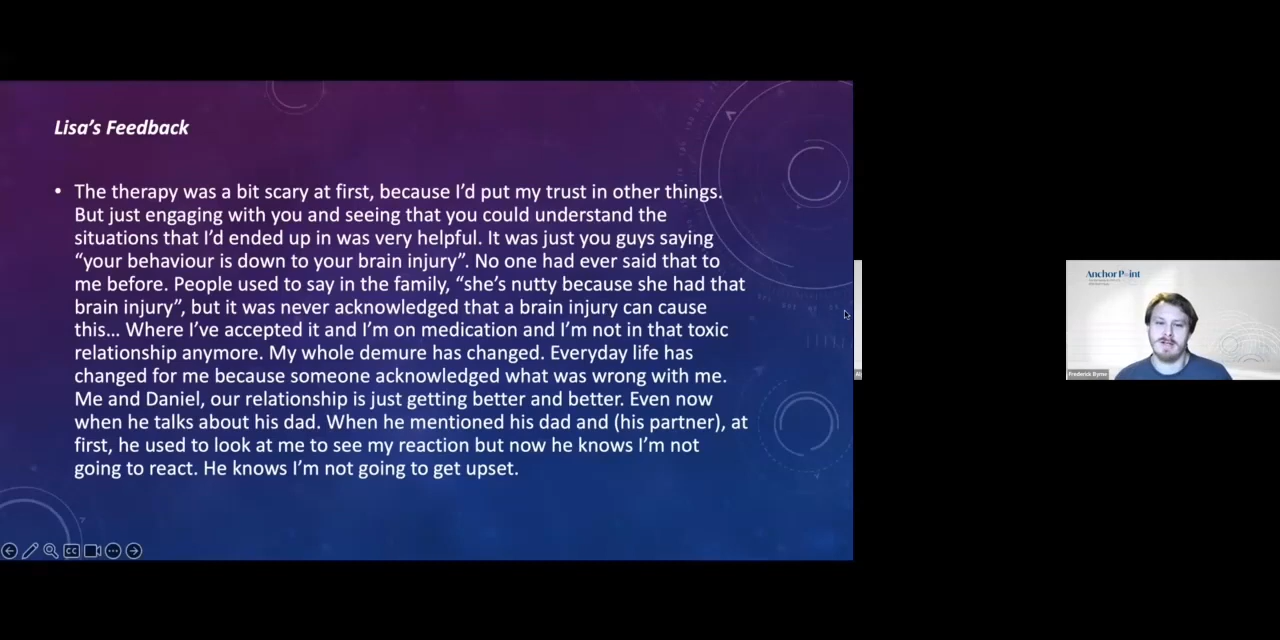 Lisa's Feedback
• The therapy was a bit scary at first, because I'd put my trust in other things.
But just engaging with you and seeing that you could understand the
situations that I'd ended up in was very helpful. It was just you guys saying
“your behaviour is down to your brain injury”. No one had ever said that to
me before. People used to say in the family, “she's nutty because she had that
brain injury”, but it was never acknowledged that a brain injury can cause
this… Where I've accepted it and I'm on medication and I'm not in that toxic
relationship anymore. My whole demure has changed. Everyday life has
changed for me because someone acknowledged what was wrong with me.
Me and Daniel, our relationship is just getting better and better. Even now
when he talks about his dad. When he mentioned his dad and (his partner), at
first, he used to look at me to see my reaction but now he knows I'm not
going to react. He knows I'm not going to get upset.
CC
Anchor Point
Frederick Byrne